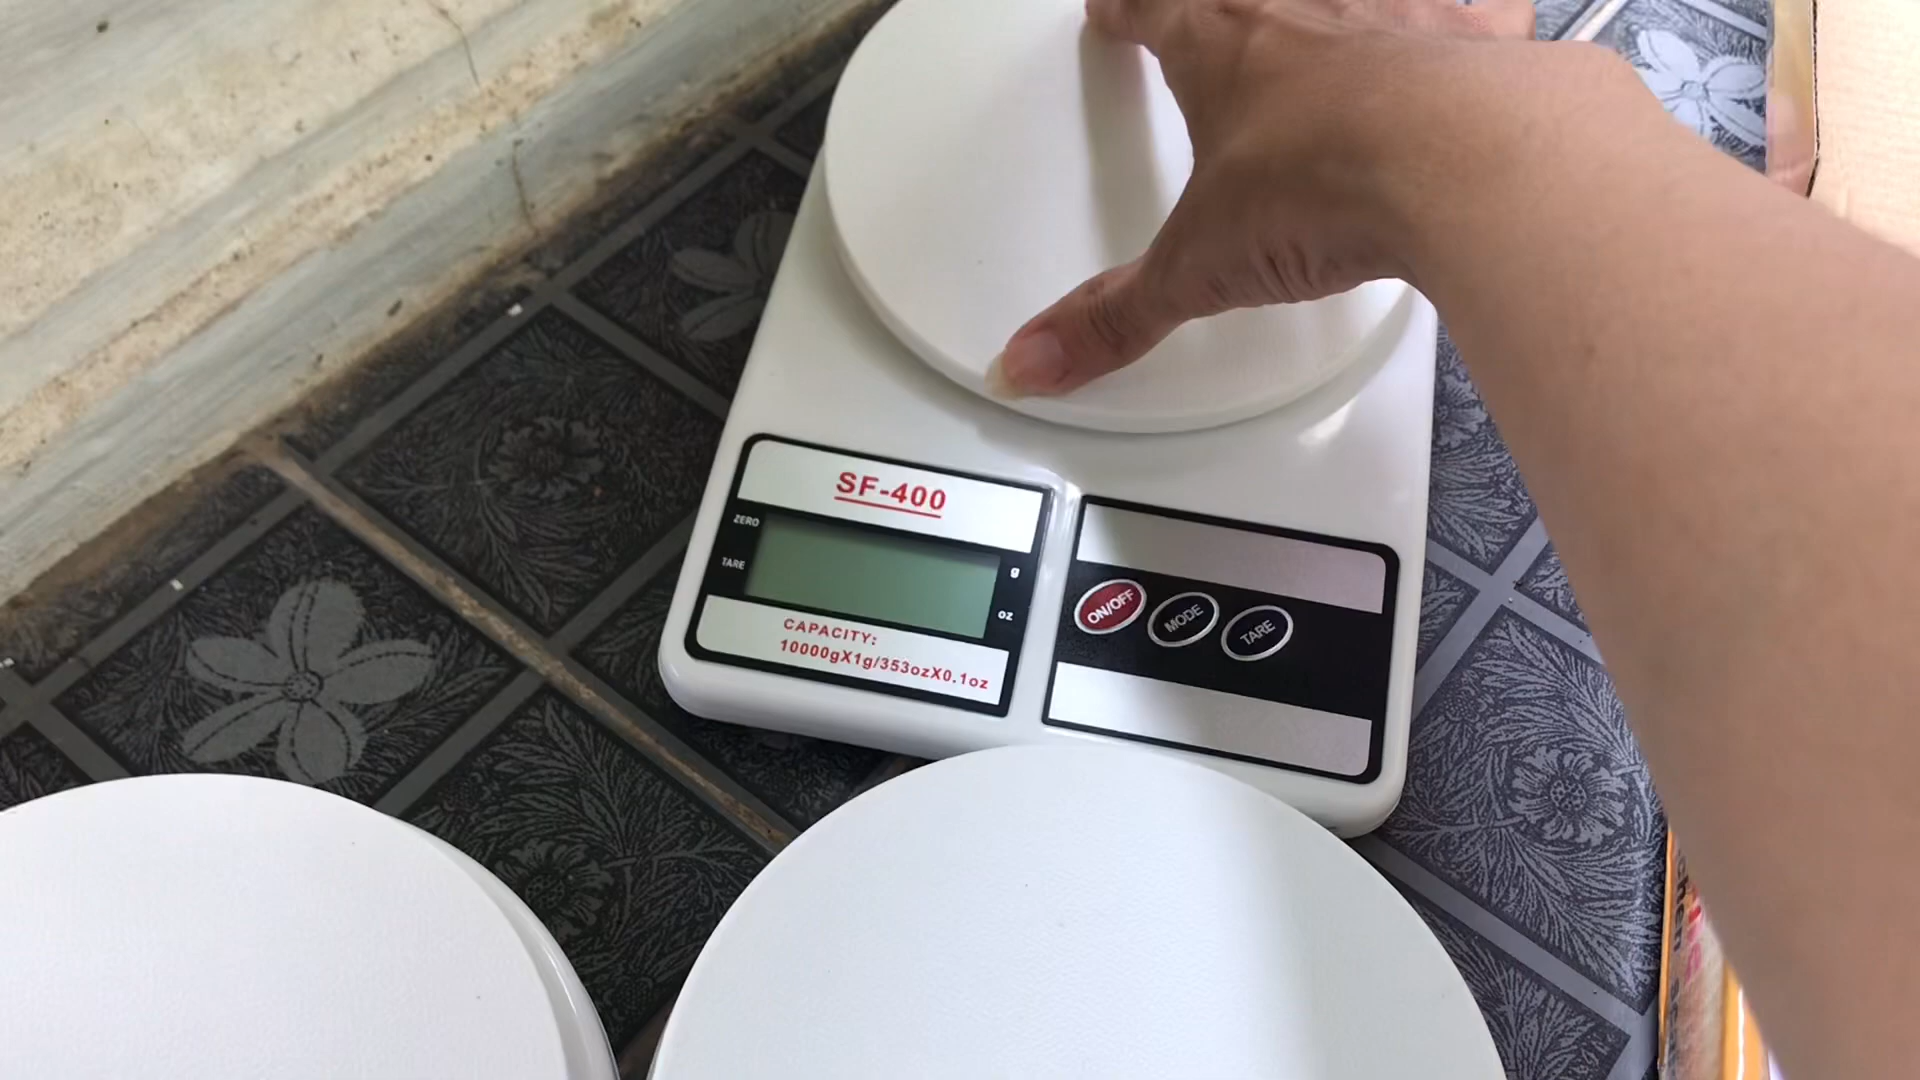 SF-400
ZERO
TARE
g
oz
CAPACITY:
10000gX1g/353ozX0.1oz
ON/OFF
MODE
TARE